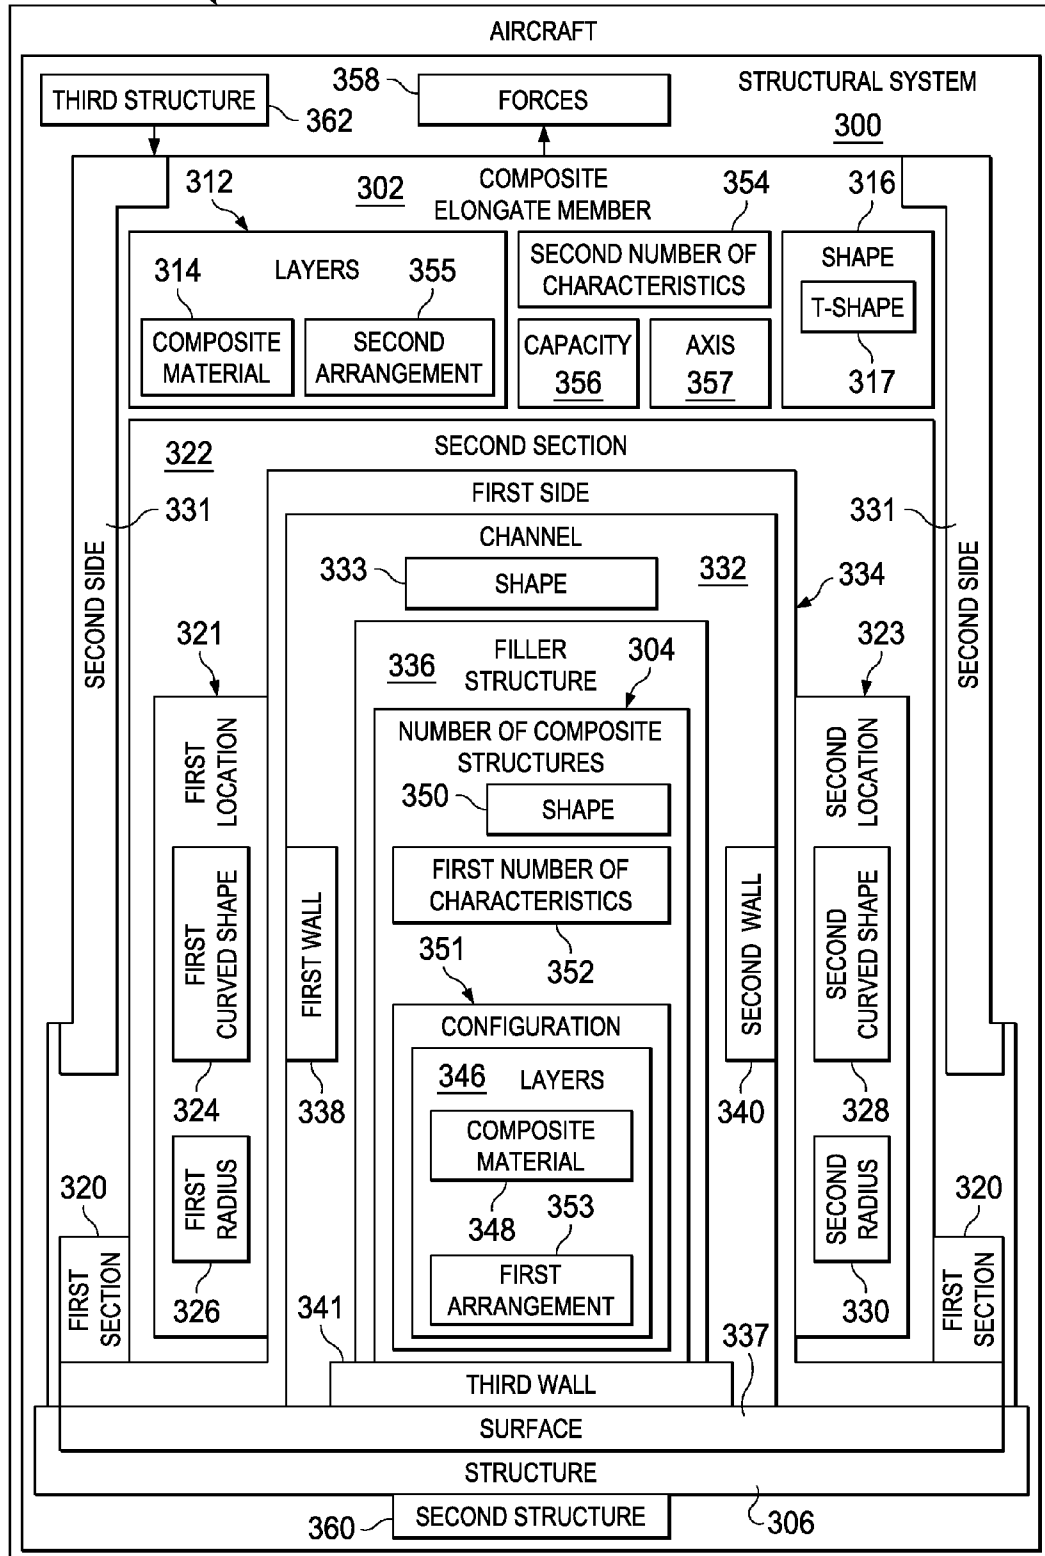 AIRCRAFT
STRUCTURAL SYSTEM
300
THIRD STRUCTURE
362
358
FORCES
312
302
COMPOSITE
ELONGATE MEMBER
354
316
314
LAYERS
355
COMPOSITE
MATERIAL
SECOND
ARRANGEMENT
SECOND NUMBER OF
CHARACTERISTICS
CAPACITY
356
AXIS
357
SHAPE
T-SHAPE
317
322
SECOND SECTION
331
SECOND SIDE
331
SECOND SIDE
FIRST SIDE
CHANNEL
333
SHAPE
332
334
321
323
336
FILLER
STRUCTURE
304
FIRST
LOCATION
SECOND
LOCATION
NUMBER OF COMPOSITE
STRUCTURES
350
SHAPE
FIRST NUMBER OF
CHARACTERISTICS
352
FIRST
CURVED SHAPE
324
FIRST WALL
338
SECOND WALL
340
SECOND
CURVED SHAPE
328
351
CONFIGURATION
346
LAYERS
COMPOSITE
MATERIAL
348
353
FIRST
ARRANGEMENT
FIRST
RADIUS
326
SECOND
RADIUS
330
320
FIRST
SECTION
320
FIRST
SECTION
341
337
THIRD WALL
SURFACE
STRUCTURE
306
360
SECOND STRUCTURE